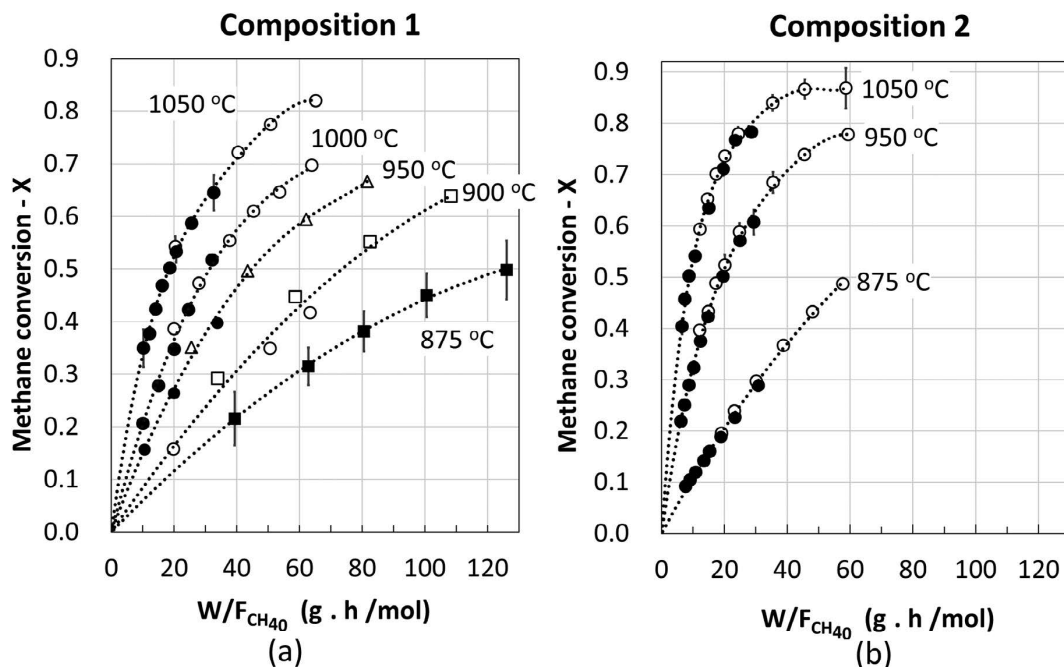 Composition 1
Methane conversion - X
0.9
0.8
0.7
0.6
0.5
0.4
0.3
0.2
0.1
0.0
1050 °C
1000 °C
950 °C
900 °C
875 °C
0 20 40 60 80 100 120
W/F_CH40 (g . h /mol)
(a)
Composition 2
Methane conversion - X
0.9
0.8
0.7
0.6
0.5
0.4
0.3
0.2
0.1
0.0
1050 °C
950 °C
875 °C
0 20 40 60 80 100 120
W/F_CH40 (g . h /mol)
(b)